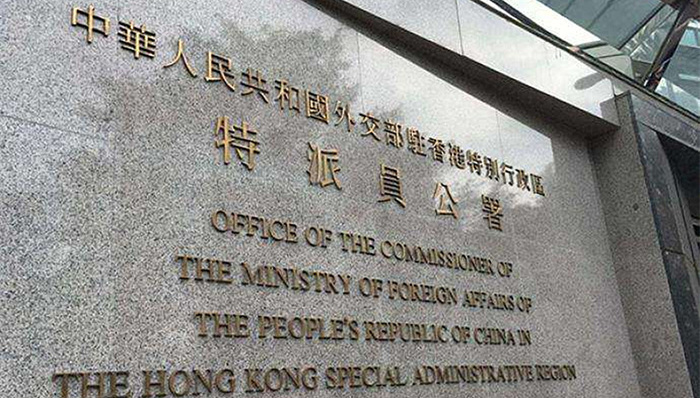 中華人民共和國外交部駐香港特別行政區
特派員公署
OFFICE OF THE COMMISSIONER OF
THE MINISTRY OF FOREIGN AFFAIRS OF
THE PEOPLE'S REPUBLIC OF CHINA IN
THE HONG KONG SPECIAL ADMINISTRATIVE REGION